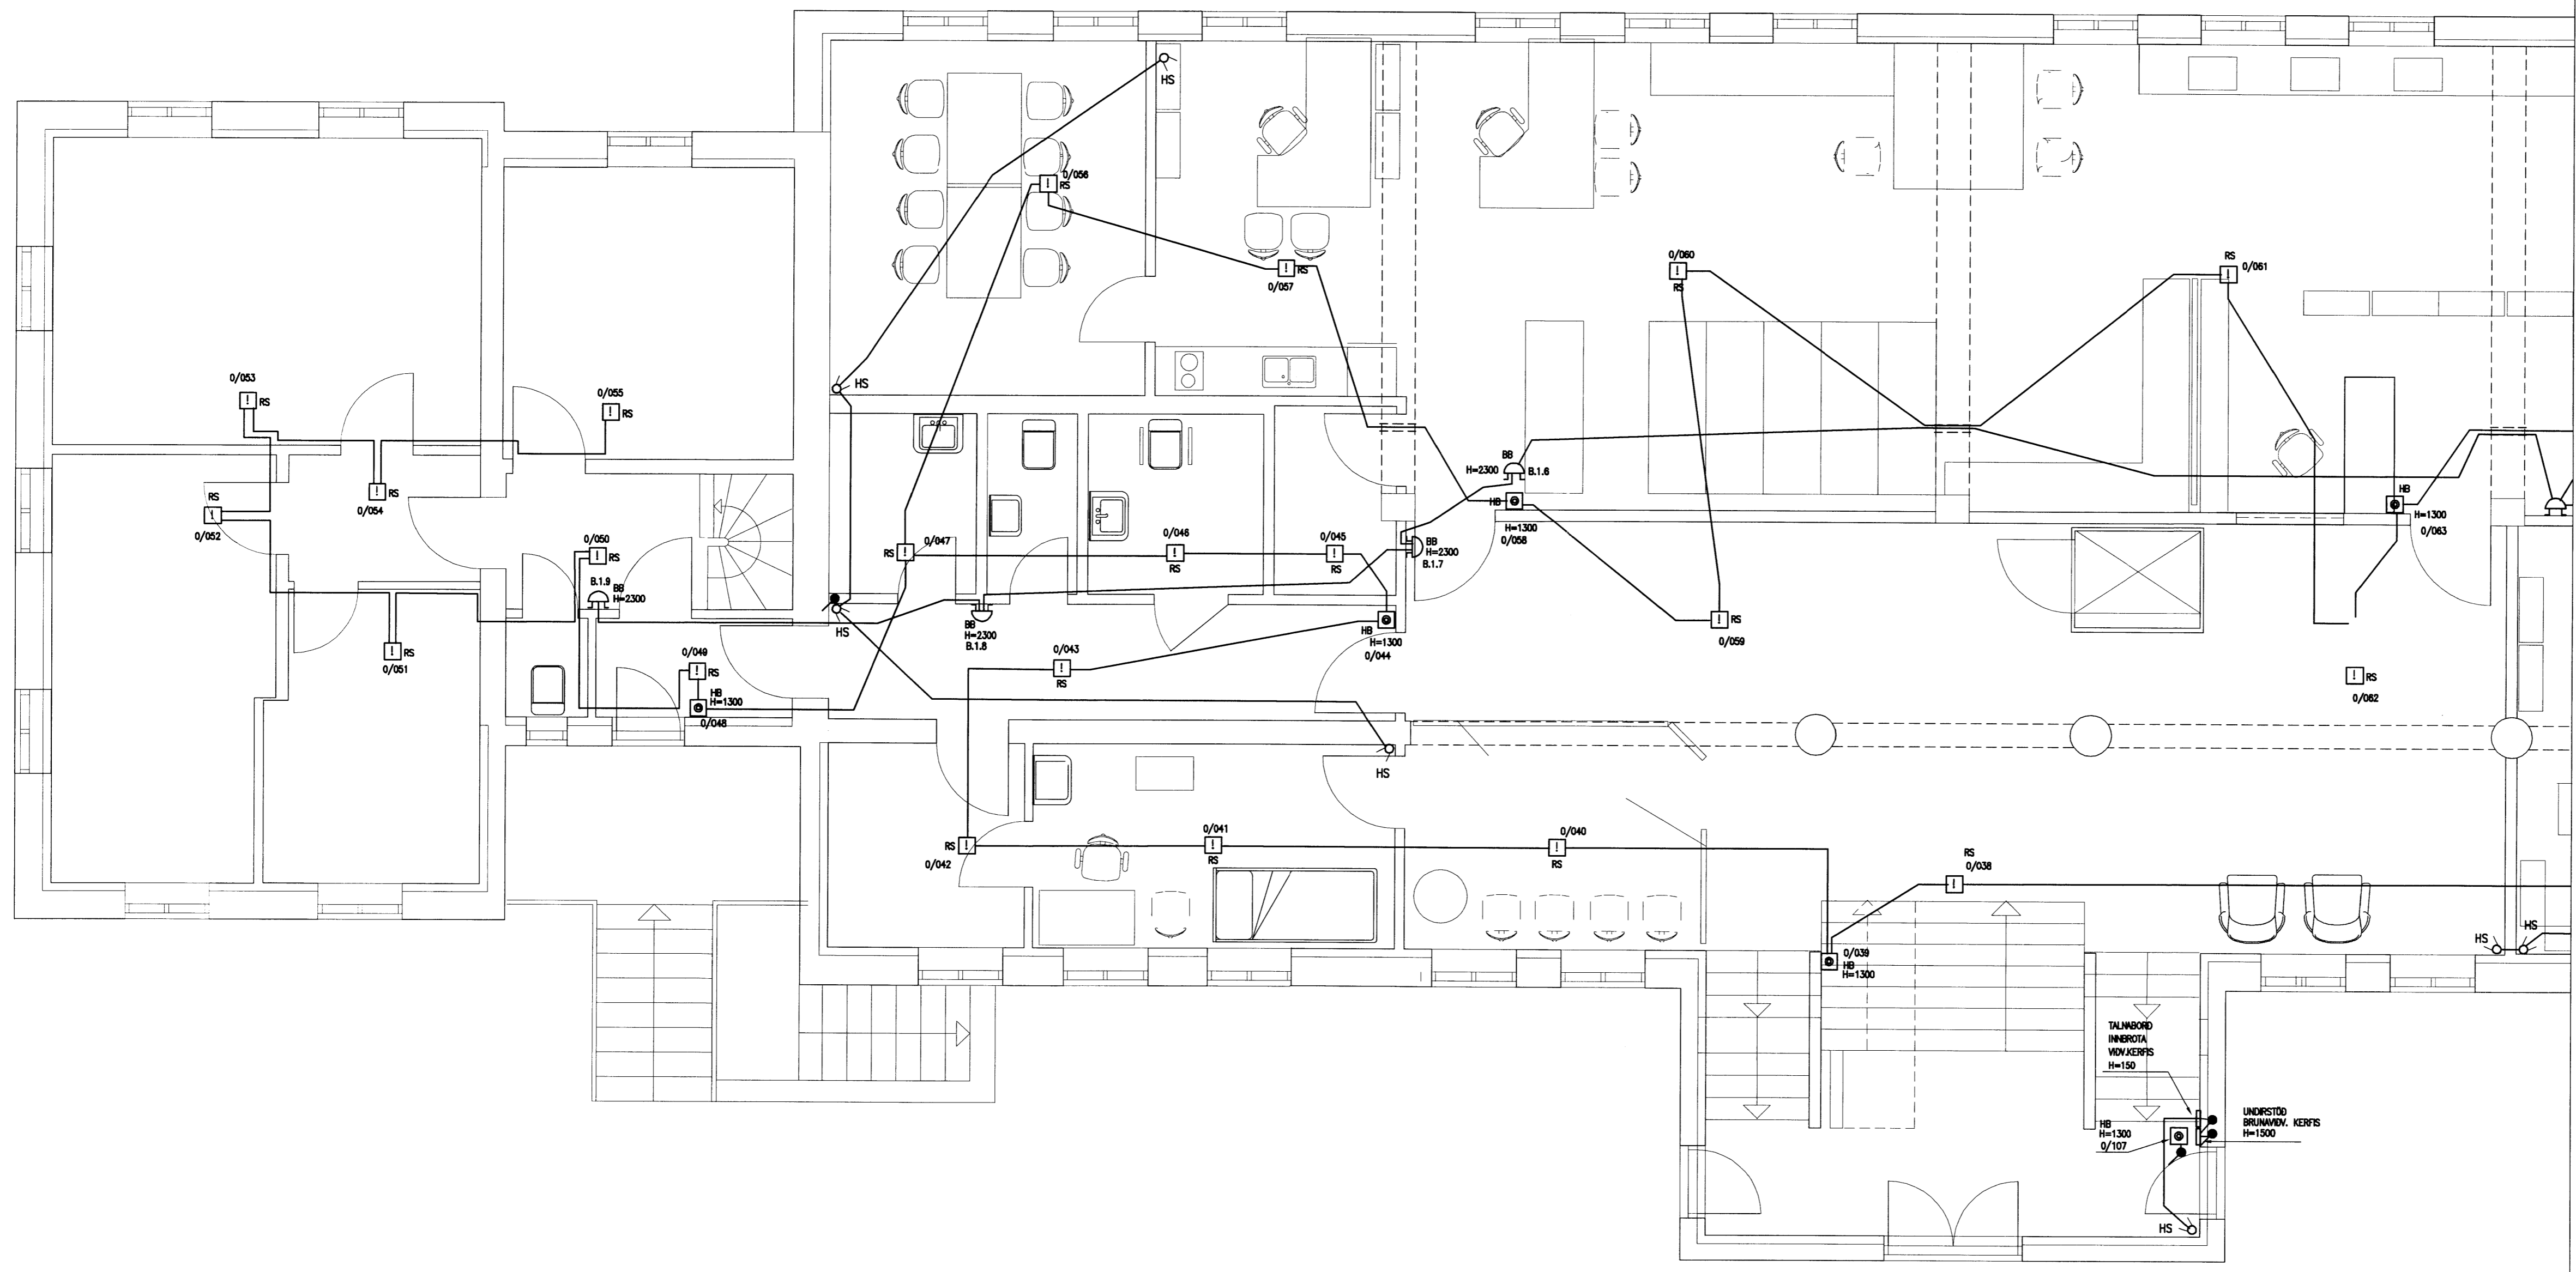 HS
0/056
RS
RS
0/057
0/060
RS
RS
0/061
HS
0/053
RS
0/055
RS
RS
0/054
RS
0/052
BB
H=2300
B.1.6
HB
H=1300
0/058
HB
H=1300
0/063
0/050
RS
B.1.9
BB
H=2300
RS
0/047
0/046
RS
0/045
RS
BB
H=2300
B.1.7
HS
BB
H=2300
B.1.8
HB
H=1300
0/044
RS
0/059
RS
0/051
0/049
RS
HB
H=1300
0/048
0/043
RS
RS
0/062
HS
RS
0/042
0/041
RS
0/040
RS
RS
0/038
HS
HS
0/039
HB
H=1300
TALNABORD
INNBROTA
VIDV.KERFIS
H=150
HB
H=1300
0/107
UNDIRSTÖD
BRUNAVIDV. KERFIS
H=1500
HS